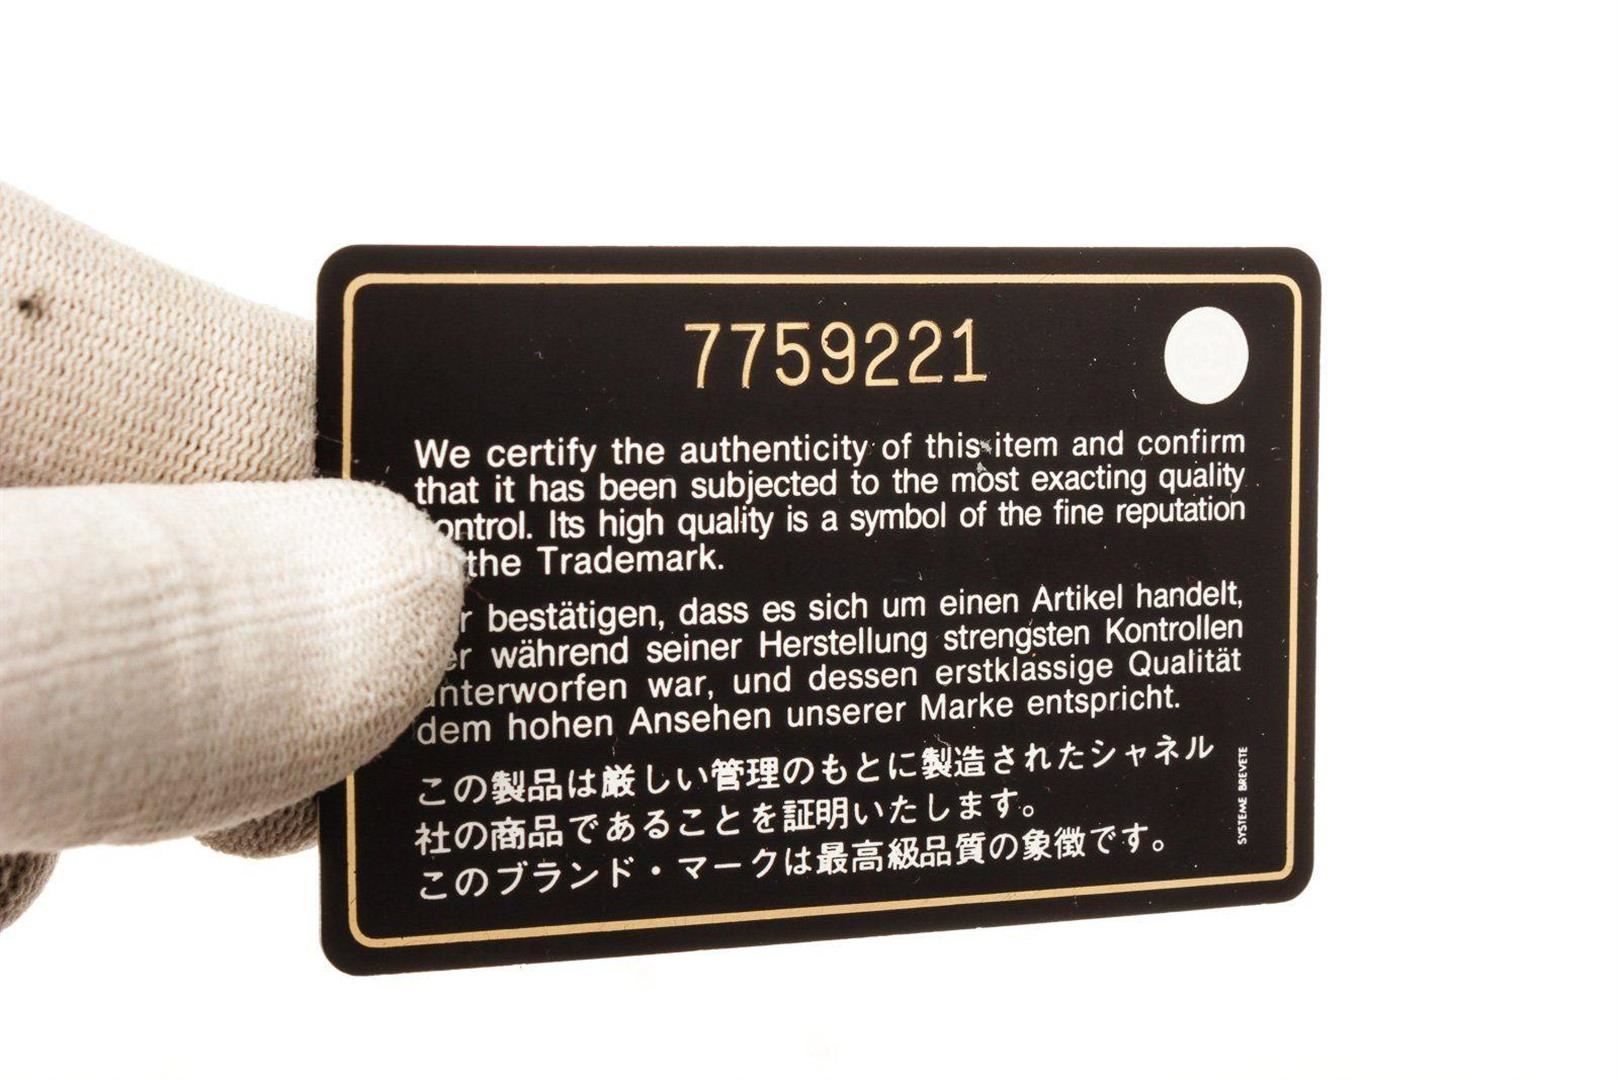 7759221
We certify the authenticity of this item and confirm
that it has been subjected to the most exacting quality
ontrol. Its high quality is a symbol of the fine reputation
the Trademark.
r bestätigen, dass es sich um einen Artikel handelt,
er während seiner Herstellung strengsten Kontrollen
nterworfen war, und dessen erstklassige Qualität
dem hohen Ansehen unserer Marke entspricht.
この製品は厳しい管理のもとに製造されたシャネル
社の商品であることを証明いたします。
このブランド・マークは最高級品質の象徴です。
SYSTEME BREVETE